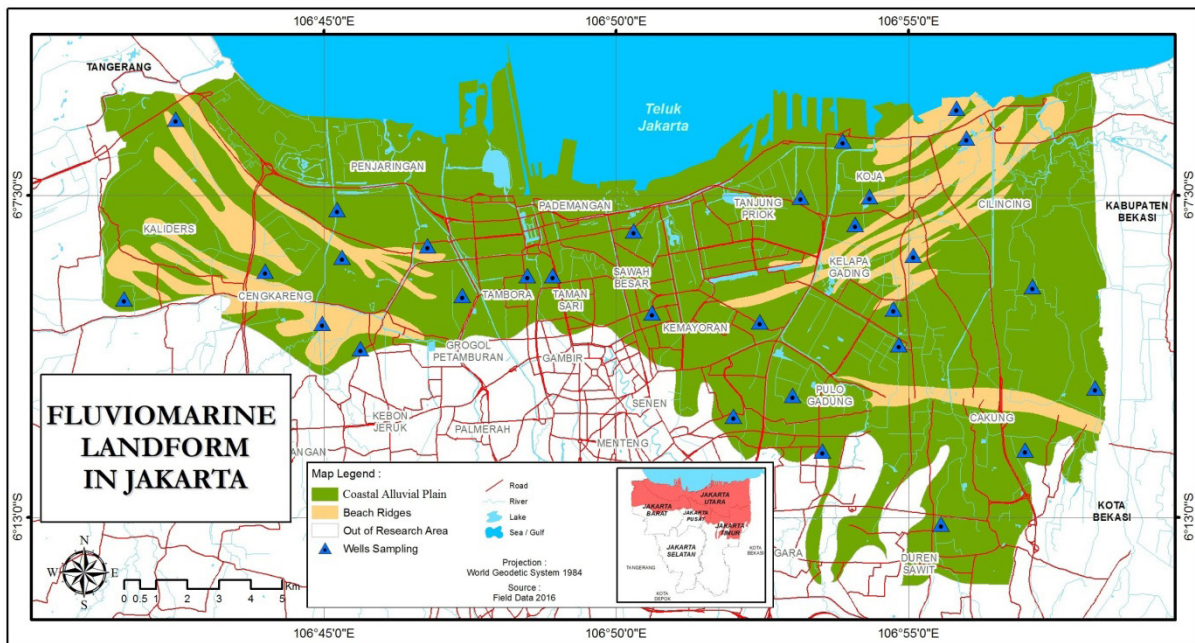 106°45'0"E
106°50'0"E
106°55'0"E
TANGERANG
Teluk
Jakarta
PENJARINGAN
PADEMANGAN
TANJUNG
PRIOK
KOJA
CILINCING
KABUPATEN
BEKASI
6°7'30"S
6°7'30"S
KALIDERS
CENGKARENG
TAMBORA
TAMAN
SARI
SAWAH
BESAR
KELAPA
GADING
KEMAYORAN
GROGOL
PETAMBURAN
GAMBIR
PULO
GADUNG
CAKUNG
SENEN
KEBON
JERUK
PALMERAH
MENTENG
ANGAN
FLUVIOMARINE
LANDFORM
IN JAKARTA
Map Legend :
Coastal Alluvial Plain
Beach Ridges
Out of Research Area
Wells Sampling
Road
River
Lake
Sea / Gulf
Projection :
World Geodetic System 1984
Source :
Field Data 2016
JAKARTA
UTARA
JAKARTA
BARAT
JAKARTA
PUSAT
JAKARTA
TIMUR
JAKARTA
SELATAN
TANGERANG
KOTA
BEKASI
KOTA
DEPOK
GARA
DUREN
SAWIT
KOTA
BEKASI
6°13'0"S
6°13'0"S
N
W
E
S
0 0.5 1 2 3 4 5
Km
106°45'0"E
106°50'0"E
106°55'0"E